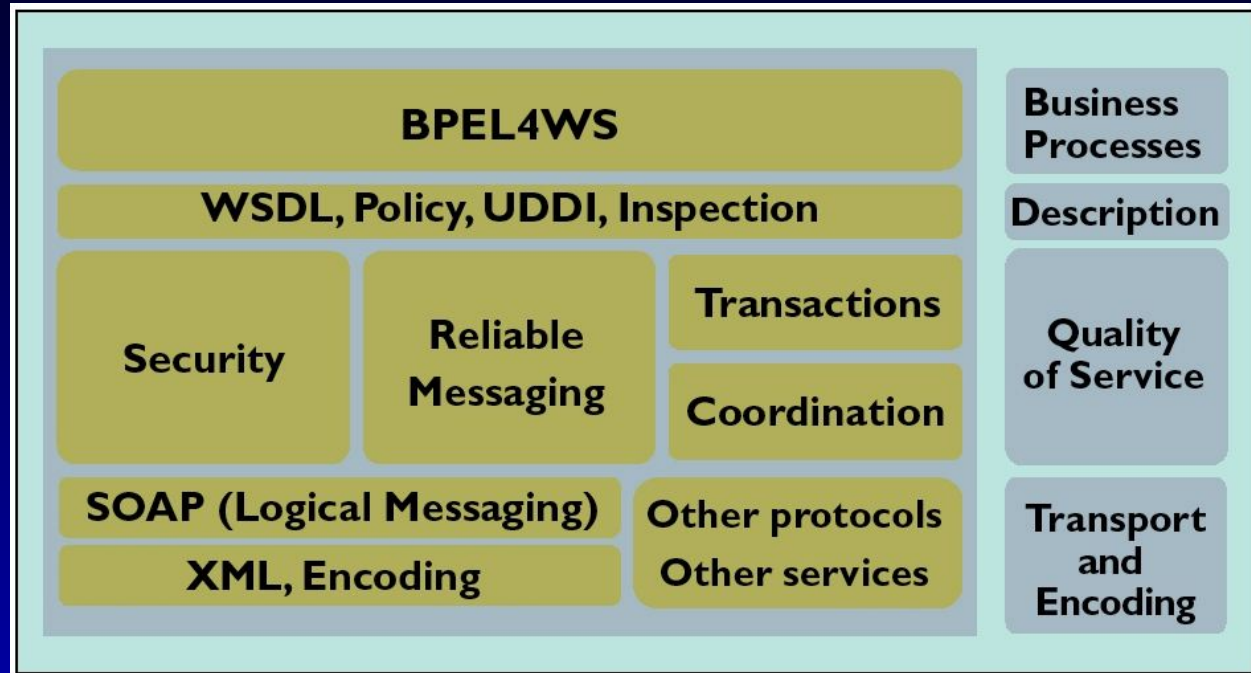 BPEL4WS
Business
Processes
WSDL, Policy, UDDI, Inspection
Description
Security
Reliable
Messaging
Transactions
Coordination
Quality
of Service
SOAP (Logical Messaging)
XML, Encoding
Other protocols
Other services
Transport
and
Encoding